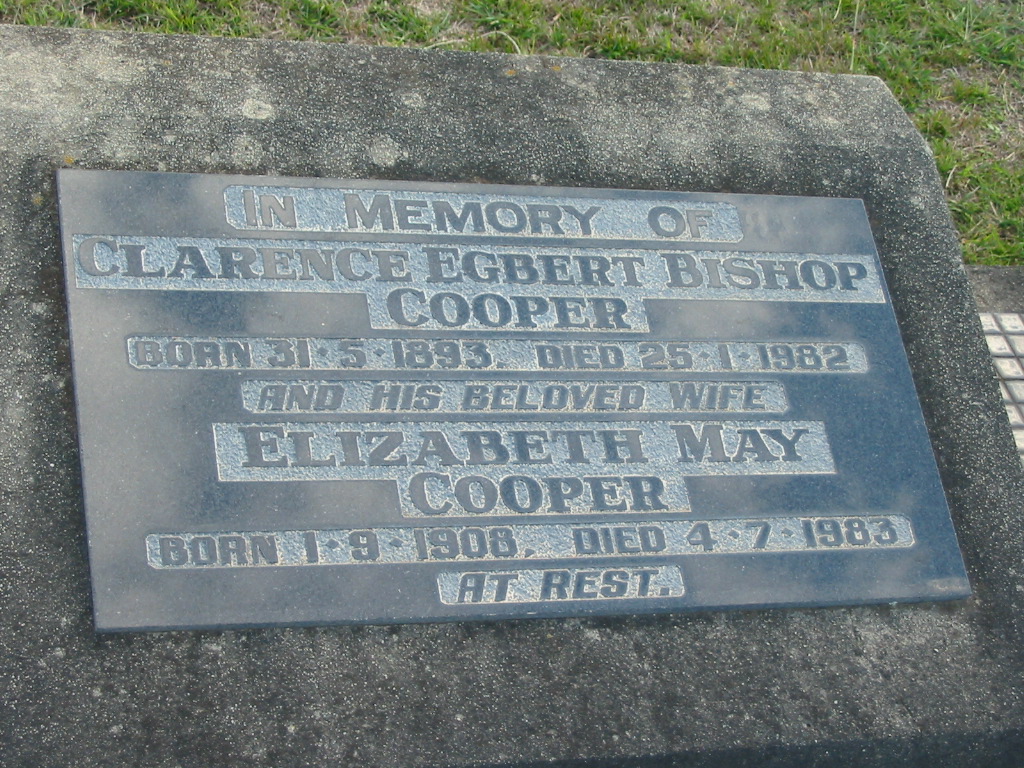 IN MEMORY OF
CLARENCE EGBERT BISHOP
COOPER
BORN 31·5·1893, DIED 25·1·1982
AND HIS BELOVED WIFE
ELIZABETH MAY
COOPER
BORN 1·9·1908, DIED 4·7·1983
AT REST.